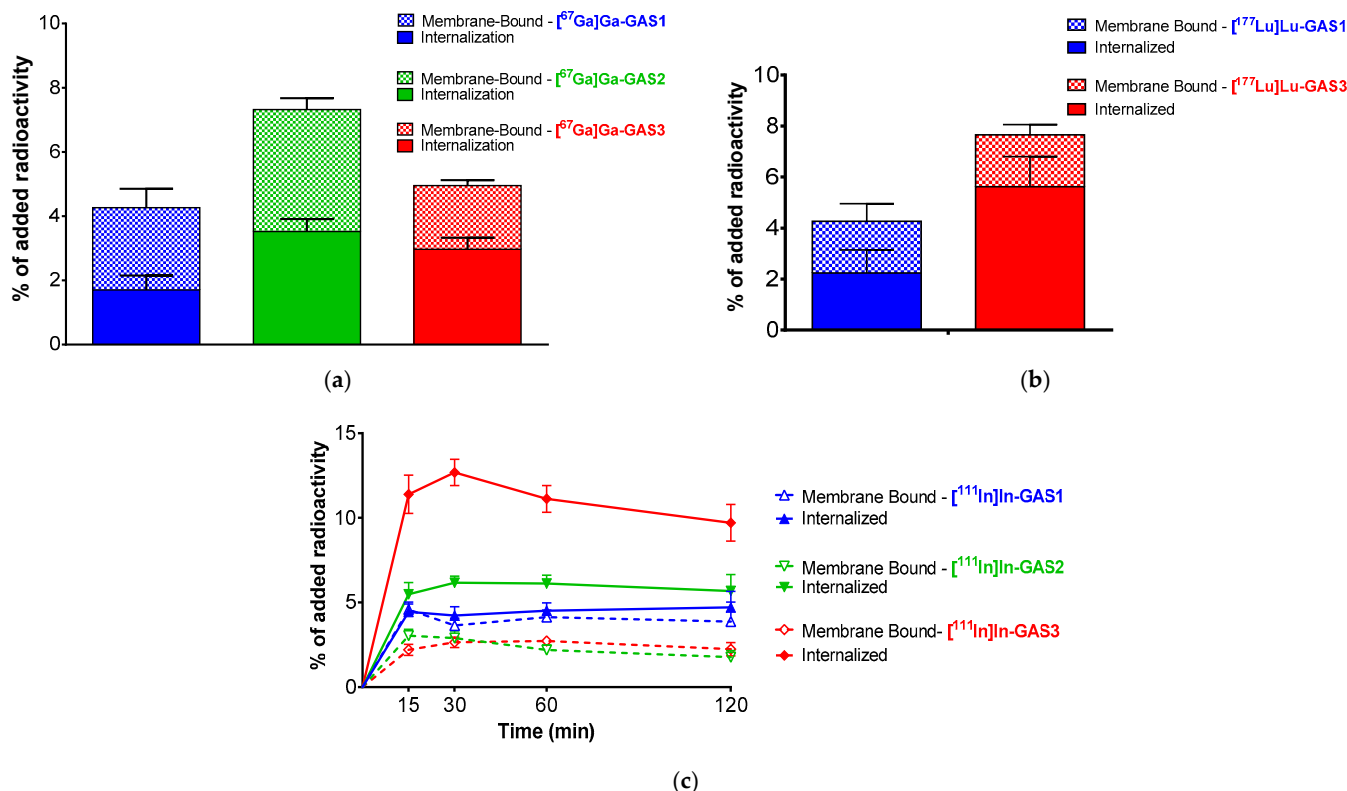 % of added radioactivity
10
8
6
4
2
0
Membrane-Bound - [⁶⁷Ga]Ga-GAS1
Internalization
Membrane-Bound - [⁶⁷Ga]Ga-GAS2
Internalization
Membrane-Bound - [⁶⁷Ga]Ga-GAS3
Internalization
(a)
% of added radioactivity
10
8
6
4
2
0
Membrane Bound - [¹⁷⁷Lu]Lu-GAS1
Internalized
Membrane Bound - [¹⁷⁷Lu]Lu-GAS3
Internalized
(b)
% of added radioactivity
15
10
5
0
15 30 60 120
Time (min)
Membrane Bound - [¹¹¹In]In-GAS1
Internalized
Membrane Bound - [¹¹¹In]In-GAS2
Internalized
Membrane Bound- [¹¹¹In]In-GAS3
Internalized
(c)